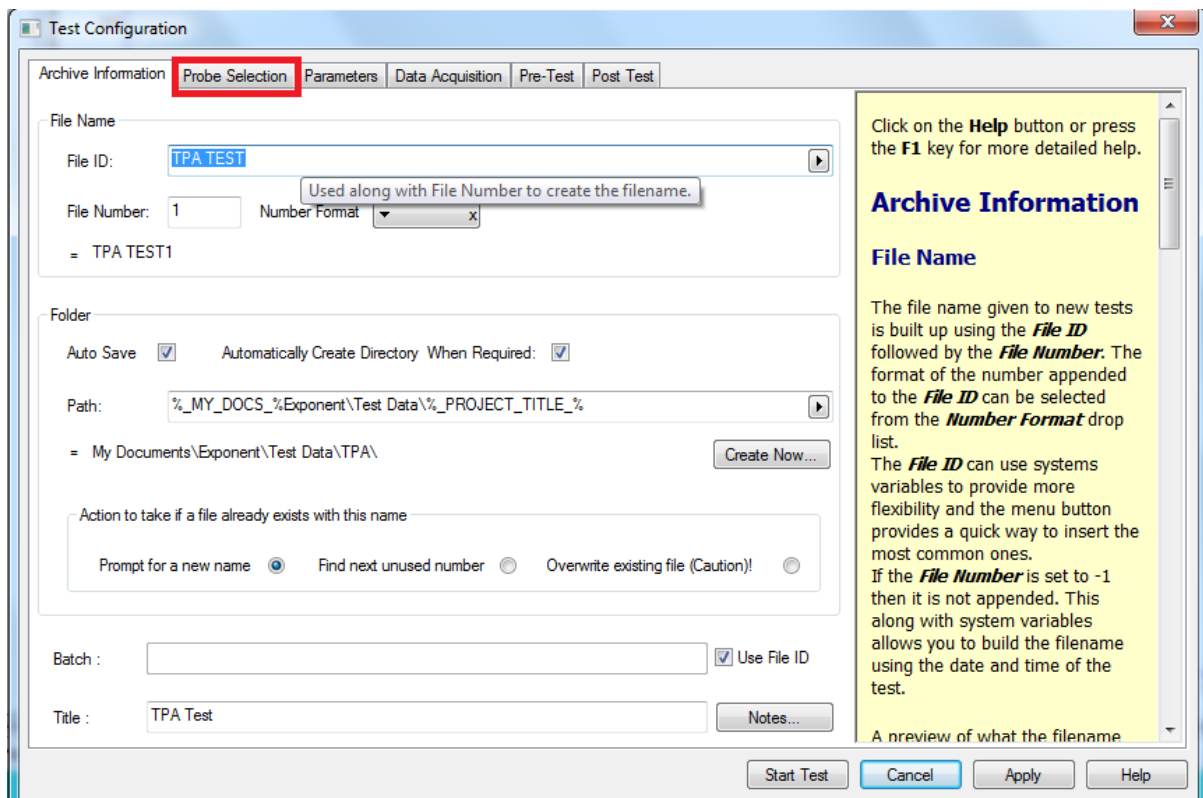 Test Configuration
x
Archive Information Probe Selection Parameters Data Acquisition Pre-Test Post Test
File Name
File ID: TPA TEST
Used along with File Number to create the filename.
File Number: 1 Number Format x
= TPA TEST1
Folder
Auto Save Automatically Create Directory When Required:
Path: %_MY_DOCS_%Exponent\Test Data\%_PROJECT_TITLE_%
= My Documents\Exponent\Test Data\TPA\ Create Now...
Action to take if a file already exists with this name
Prompt for a new name Find next unused number Overwrite existing file (Caution)!
Batch : Use File ID
Title : TPA Test Notes...
Click on the Help button or press
the F1 key for more detailed help.
Archive Information
File Name
The file name given to new tests
is built up using the File ID
followed by the File Number. The
format of the number appended
to the File ID can be selected
from the Number Format drop
list.
The File ID can use systems
variables to provide more
flexibility and the menu button
provides a quick way to insert the
most common ones.
If the File Number is set to -1
then it is not appended. This
along with system variables
allows you to build the filename
using the date and time of the
test.
A preview of what the filename
Start Test Cancel Apply Help